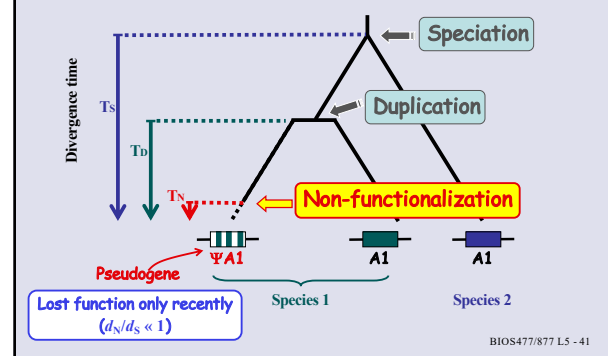 Speciation
Divergence time
TS
Duplication
TD
TN
Non-functionalization
ΨA1
A1
A1
Pseudogene
Species 1
Species 2
Lost function only recently
(dN/dS « 1)
BIOS477/877 L5 - 41